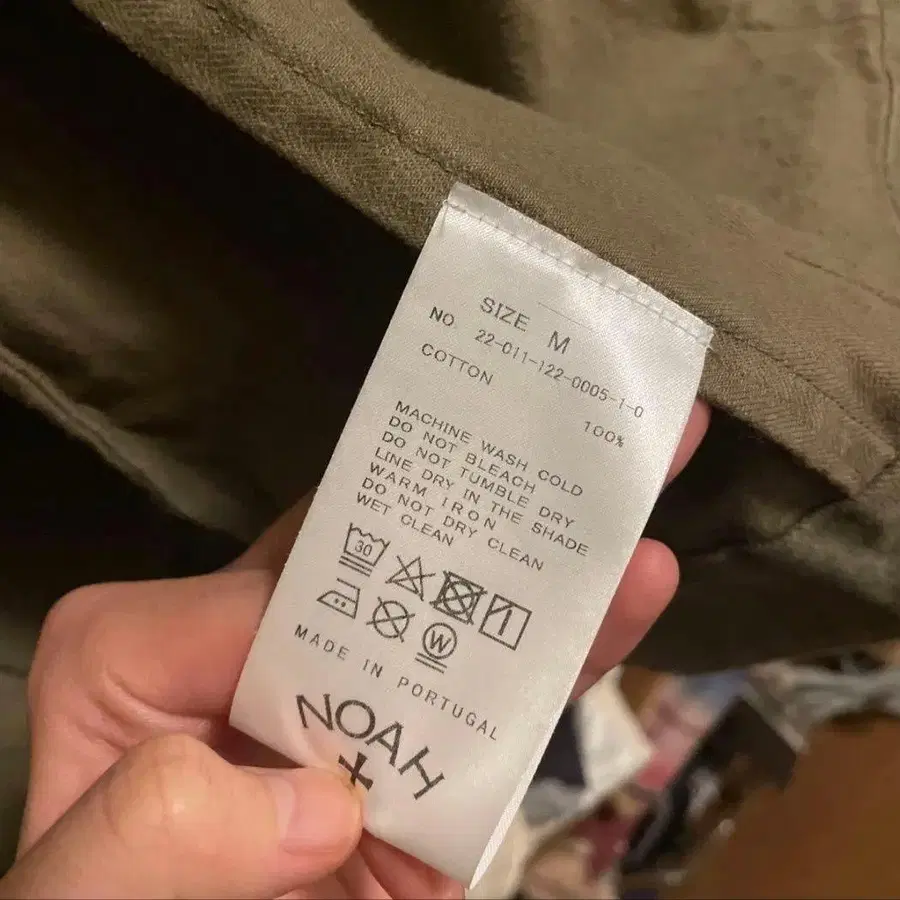 SIZE M
NO. 22-011-122-0005-1-0
COTTON 100%
MACHINE WASH COLD
DO NOT BLEACH
DO NOT TUMBLE DRY
LINE DRY IN THE SHADE
WARM IRON
DO NOT DRY CLEAN
WET CLEAN
30
W
MADE IN PORTUGAL
NOAH